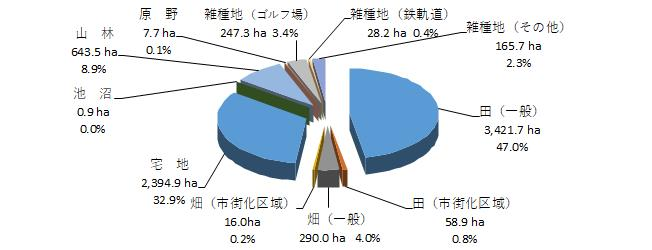 原　野
7.7 ha
0.1%
雑種地（ゴルフ場）
247.3 ha 3.4%
雑種地（鉄軌道）
28.2 ha 0.4%
雑種地（その他）
165.7 ha
2.3%
山　林
643.5 ha
8.9%
池　沼
0.9 ha
0.0%
田（一般）
3,421.7 ha
47.0%
宅　地
2,394.9 ha
32.9%
畑（市街化区域）
16.0ha
0.2%
畑（一般）
290.0 ha 4.0%
田（市街化区域）
58.9 ha
0.8%